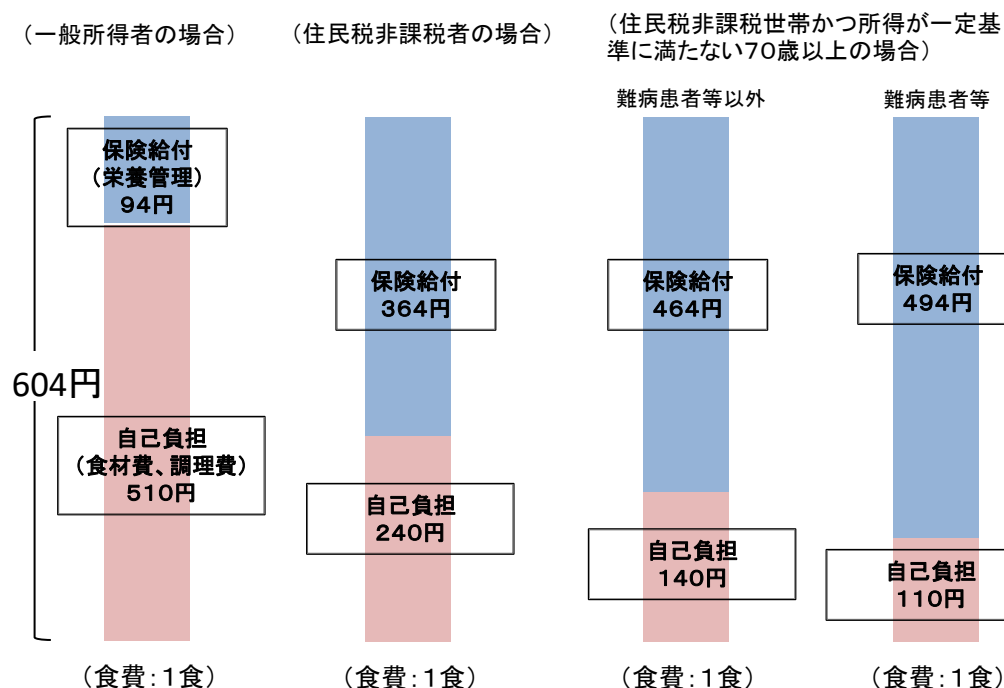 （一般所得者の場合）
（住民税非課税者の場合）
（住民税非課税世帯かつ所得が一定基
準に満たない７０歳以上の場合）
難病患者等以外
難病患者等
保険給付
（栄養管理）
９４円
保険給付
３６４円
保険給付
４６４円
保険給付
４９４円
604円
自己負担
（食材費、調理費）
５１０円
自己負担
２４０円
自己負担
１４０円
自己負担
１１０円
（食費：１食）
（食費：１食）
（食費：１食）
（食費：１食）